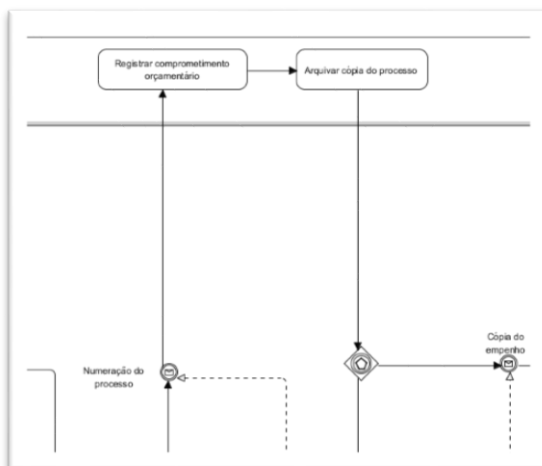 Registrar comprometimento
orçamentário
Arquivar cópia do processo
Cópia do
empenho
Numeração do
processo